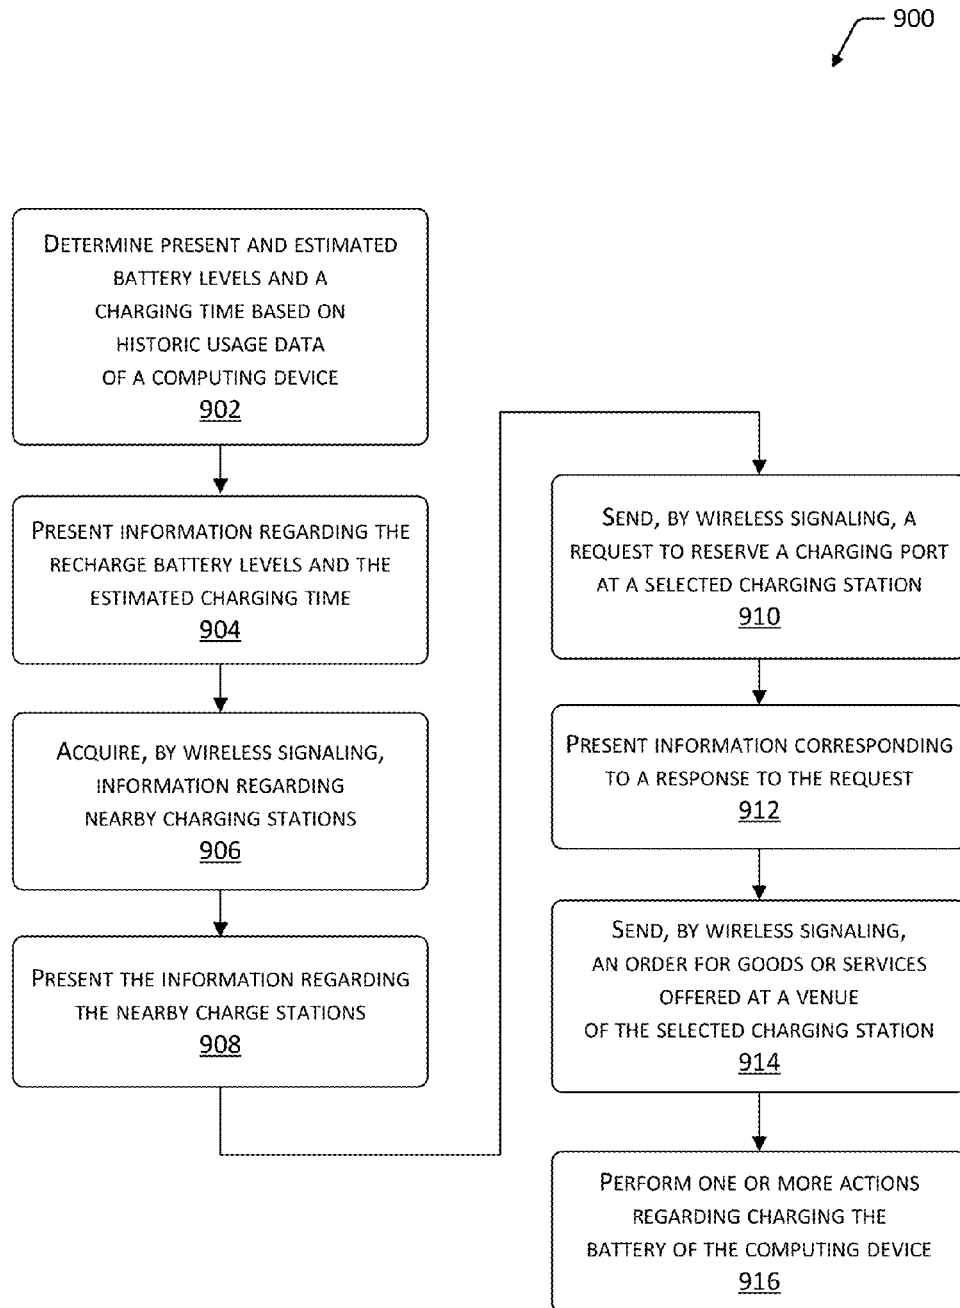 900
DETERMINE PRESENT AND ESTIMATED
BATTERY LEVELS AND A
CHARGING TIME BASED ON
HISTORIC USAGE DATA
OF A COMPUTING DEVICE
902
PRESENT INFORMATION REGARDING THE
RECHARGE BATTERY LEVELS AND THE
ESTIMATED CHARGING TIME
904
ACQUIRE, BY WIRELESS SIGNALING,
INFORMATION REGARDING
NEARBY CHARGING STATIONS
906
PRESENT THE INFORMATION REGARDING
THE NEARBY CHARGE STATIONS
908
SEND, BY WIRELESS SIGNALING, A
REQUEST TO RESERVE A CHARGING PORT
AT A SELECTED CHARGING STATION
910
PRESENT INFORMATION CORRESPONDING
TO A RESPONSE TO THE REQUEST
912
SEND, BY WIRELESS SIGNALING,
AN ORDER FOR GOODS OR SERVICES
OFFERED AT A VENUE
OF THE SELECTED CHARGING STATION
914
PERFORM ONE OR MORE ACTIONS
REGARDING CHARGING THE
BATTERY OF THE COMPUTING DEVICE
916